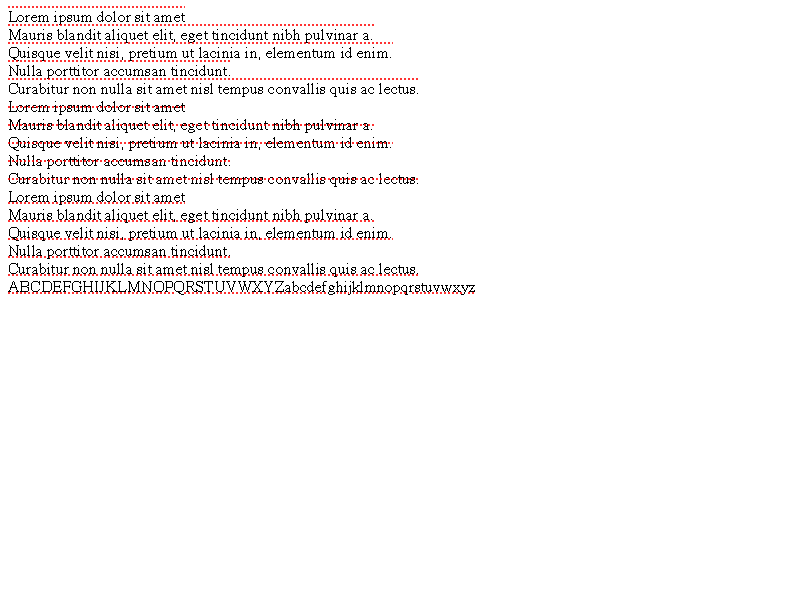 Lorem ipsum dolor sit amet
Mauris blandit aliquet elit, eget tincidunt nibh pulvinar a.
Quisque velit nisi, pretium ut lacinia in, elementum id enim.
Nulla porttitor accumsan tincidunt.
Curabitur non nulla sit amet nisl tempus convallis quis ac lectus.
Lorem ipsum dolor sit amet
Mauris blandit aliquet elit, eget tincidunt nibh pulvinar a.
Quisque velit nisi, pretium ut lacinia in, elementum id enim.
Nulla porttitor accumsan tincidunt.
Curabitur non nulla sit amet nisl tempus convallis quis ac lectus.
Lorem ipsum dolor sit amet
Mauris blandit aliquet elit, eget tincidunt nibh pulvinar a.
Quisque velit nisi, pretium ut lacinia in, elementum id enim.
Nulla porttitor accumsan tincidunt.
Curabitur non nulla sit amet nisl tempus convallis quis ac lectus.
ABCDEFGHIJKLMNOPQRSTUVWXYZabcdefghijklmnopqrstuvwxyz